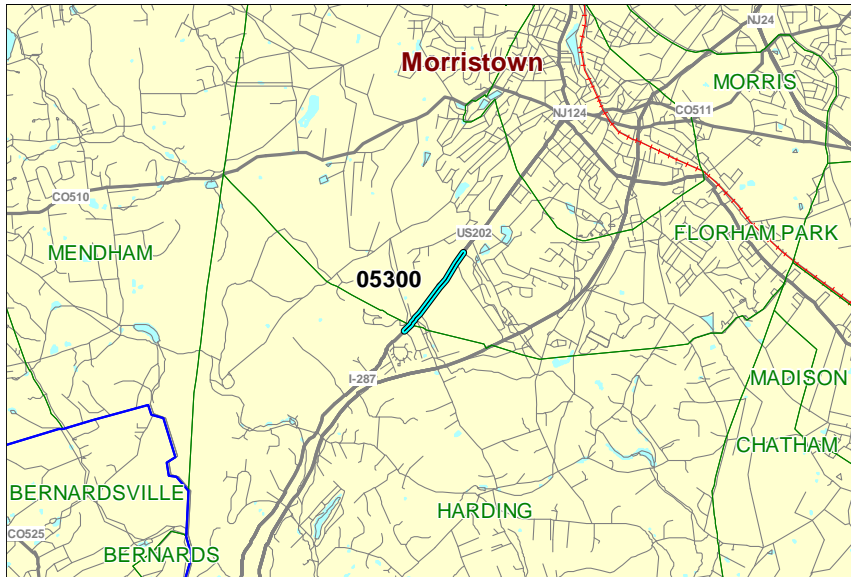 NJ24
Morristown
MORRIS
NJ124
CO511
CO510
US202
FLORHAM PARK
MENDHAM
05300
I-287
MADISON
CHATHAM
BERNARDSVILLE
HARDING
CO525
BERNARDS